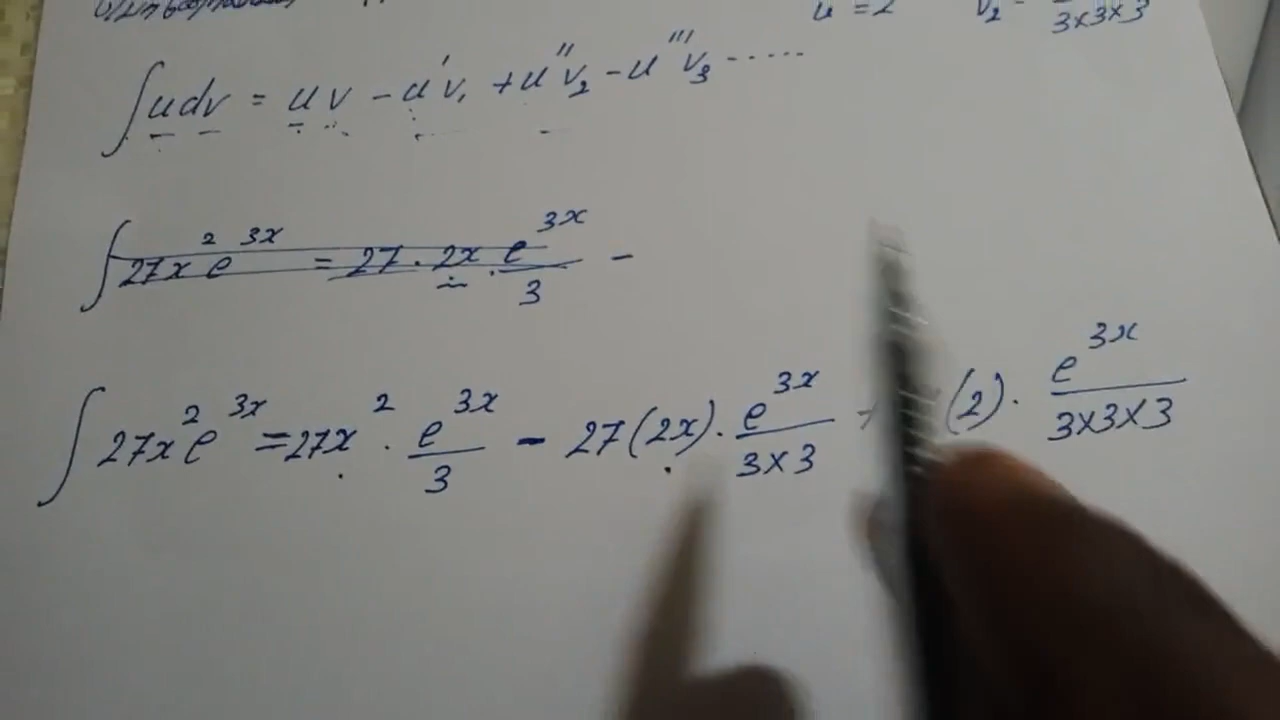 u'' = 2 v₂ = 3×3×3
∫udv = uv - u'v₁ + u''v₂ - u'''v₃ ......
∫27x²e³ˣ = 27 . 2x . e³ˣ/3 -
∫27x²e³ˣ = 27x² . e³ˣ/3 - 27(2x) . e³ˣ/(3×3) + (2) . e³ˣ/(3×3×3)